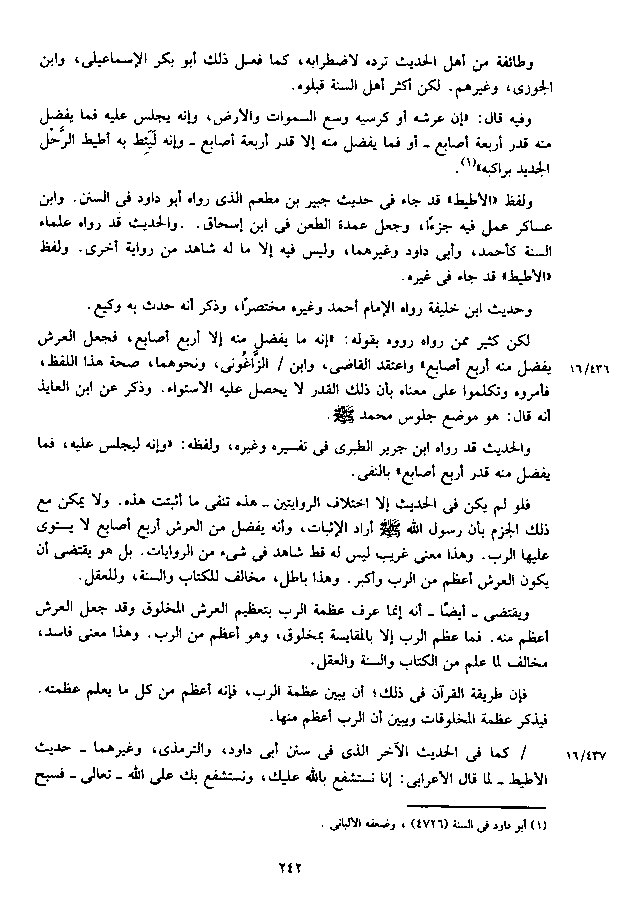 وطائفة من أهل الحديث ترده لاضطرابه، كما فعل ذلك أبو بكر الإسماعيلى، وابن
الجوزى، وغيرهم. لكن أكثر أهل السنة قبلوه.
وفيه قال: «إن عرشه أو كرسيه وسع السموات والأرض، وإنه يجلس عليه فما يفضل
منه قدر أربعة أصابع ــ أو فما يفضل منه إلا قدر أربعة أصابع ــ وإنه لَيَئِط به أطيط الرَّحْل
الجديد براكبه»(١).
ولفظ «الأطيط» قد جاء فى حديث جبير بن مطعم الذى رواه أبو داود فى السنن. وابن
عساكر عمل فيه جزءًا، وجعل عمدة الطعن فى ابن إسحاق. .والحديث قد رواه علماء
السنة كأحمد، وأبى داود وغيرهما، وليس فيه إلا ما له شاهد من رواية أخرى. ولفظ
«الأطيط» قد جاء فى غيره.
وحديث ابن خليفة رواه الإمام أحمد وغيره مختصرًا، وذكر أنه حدث به وكيع.
لكن كثير ممن رواه رووه بقوله: «إنه ما يفضل منه إلا أربع أصابع، فجعل العرش
١٦/٤٣٦ يفضل منه أربع أصابع» واعتقد القاضى، وابن / الزَّاغُونى، ونحوهما، صحة هذا اللفظ،
فأمروه وتكلموا على معناه بأن ذلك القدر لا يحصل عليه الاستواء. وذكر عن ابن العايذ
أنه قال: هو موضع جلوس محمد ﷺ.
والحديث قد رواه ابن جرير الطبرى فى تفسيره وغيره، ولفظه: «وإنه ليجلس عليه، فما
يفضل منه قدر أربع أصابع» بالنفى.
فلو لم يكن فى الحديث إلا اختلاف الروايتين ــ هذه تنفى ما أثبتت هذه. ولا يمكن مع
ذلك الجزم بأن رسول الله ﷺ أراد الإثبات، وأنه يفضل من العرش أربع أصابع لا يستوى
عليها الرب. وهذا معنى غريب ليس له قط شاهد فى شىء من الروايات. بل هو يقتضى أن
يكون العرش أعظم من الرب وأكبر. وهذا باطل، مخالف للكتاب والسنة، وللعقل.
ويقتضى ــ أيضًا ــ أنه إنما عرف عظمة الرب بتعظيم العرش المخلوق وقد جعل العرش
أعظم منه. فما عظم الرب إلا بالمقايسة بمخلوق، وهو أعظم من الرب. وهذا معنى فاسد،
مخالف لما علم من الكتاب والسنة والعقل.
فإن طريقة القرآن فى ذلك؛ أن يبين عظمة الرب، فإنه أعظم من كل ما يعلم عظمته.
فيذكر عظمة المخلوقات ويبين أن الرب أعظم منها.
١٦/٤٣٧ / كما فى الحديث الآخر الذى فى سنن أبى داود، والترمذى، وغيرهما ــ حديث
الأطيط ــ لما قال الأعرابى: إنا نستشفع بالله عليك، ونستشفع بك على الله ــ تعالى ــ فسبح
(١) أبو داود فى السنة (٤٧٢٦) ، وضعفه الألبانى .
٢٤٢